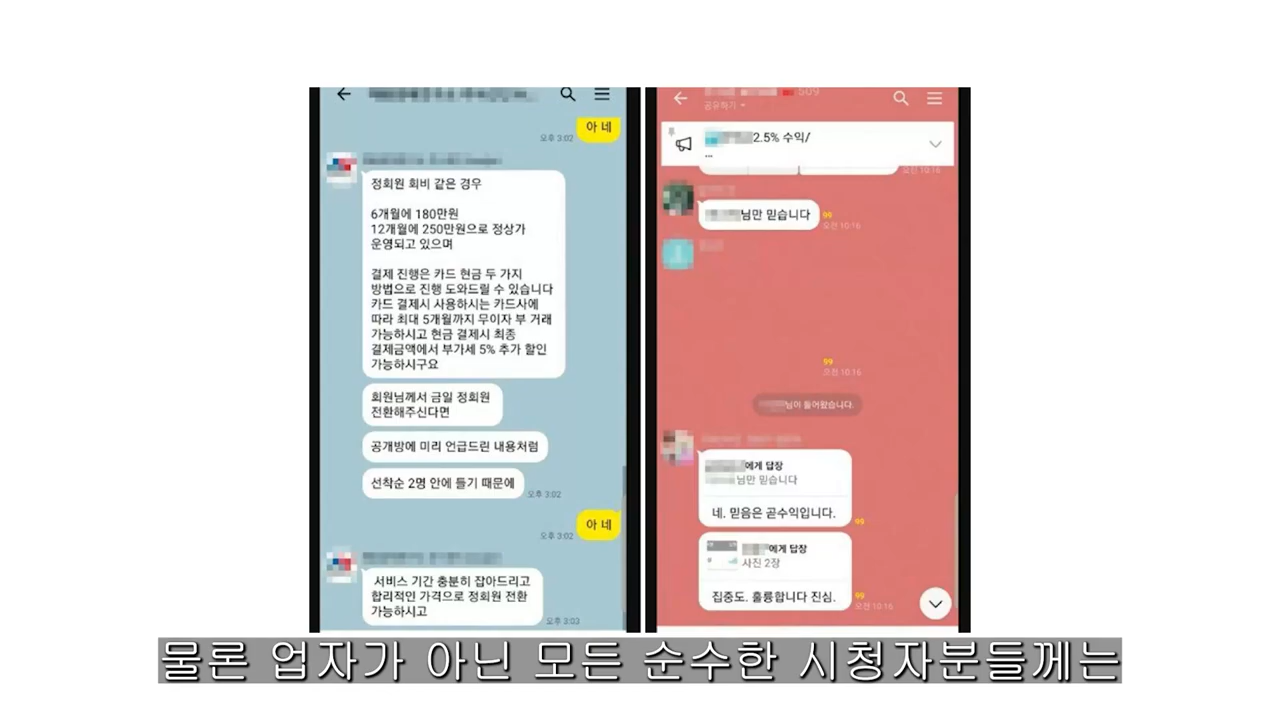 아 네
오후 3:02
정회원 회비 같은 경우
6개월에 180만원
12개월에 250만원으로 정상가
운영되고 있으며
결제 진행은 카드 현금 두 가지
방법으로 진행 도와드릴 수 있습니다
카드 결제시 사용하시는 카드사에
따라 최대 5개월까지 무이자 부 거래
가능하시고 현금 결제시 최종
결제금액에서 부가세 5% 추가 할인
가능하시구요
회원님께서 금일 정회원
전환해주신다면
공개방에 미리 언급드린 내용처럼
선착순 2명 안에 들기 때문에
오후 3:02
아 네
오후 3:02
서비스 기간 충분히 잡아드리고
합리적인 가격으로 정회원 전환
가능하시고
오후 3:03
509
공유하기
2.5% 수익/
...
오전 10:16
님만 믿습니다
99
오전 10:16
99
오전 10:16
님이 들어왔습니다.
에게 답장
님만 믿습니다
네. 믿음은 곧수익입니다.
99
에게 답장
사진 2장
집중도. 훌륭합니다 진심.
99
오전 10:16
물론 업자가 아닌 모든 순수한 시청자분들께는